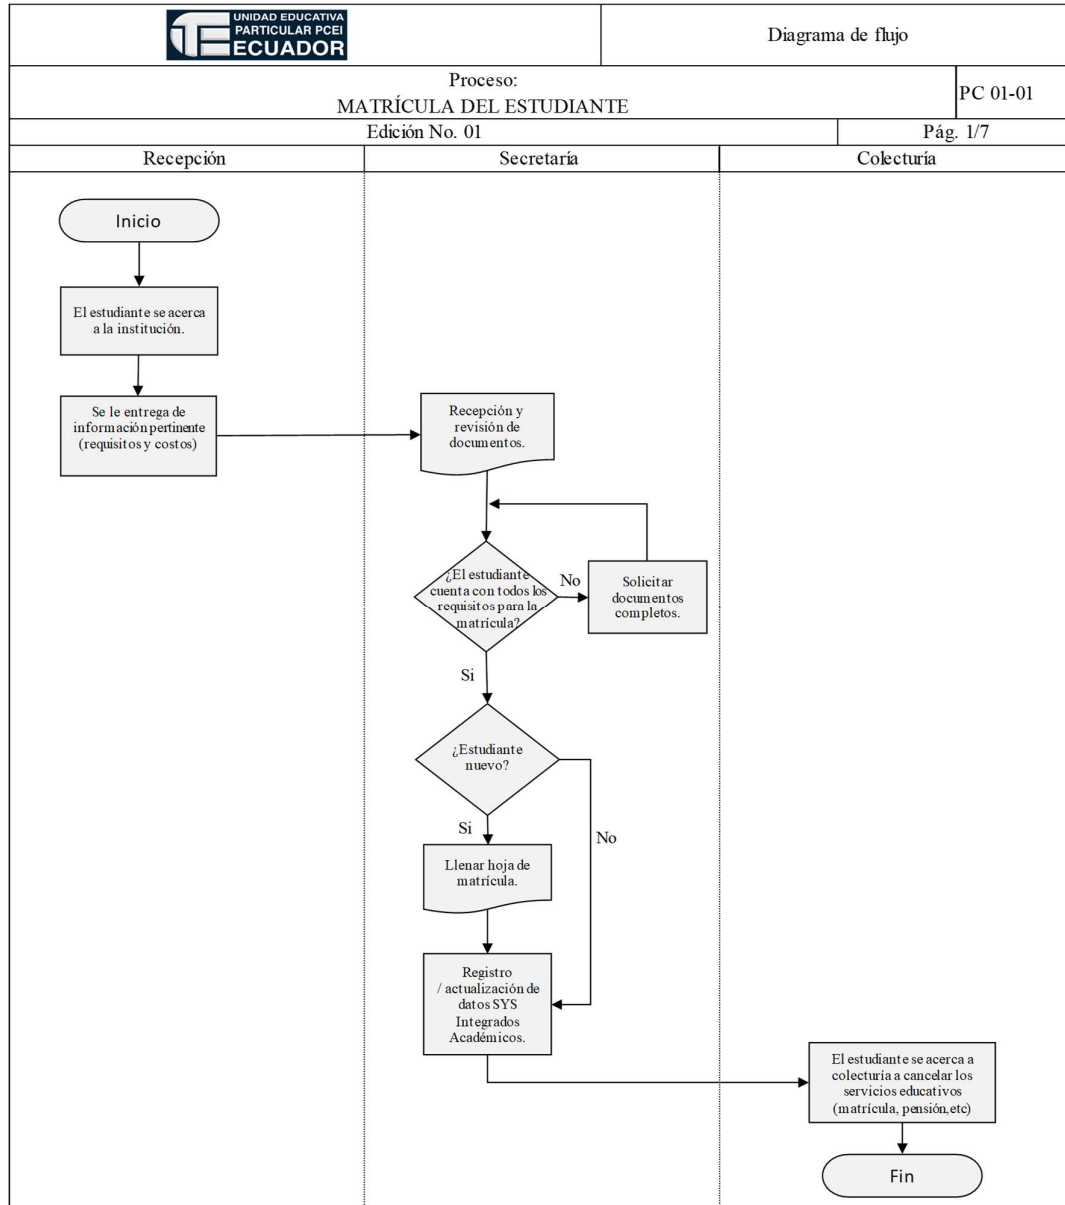 UNIDAD EDUCATIVA
PARTICULAR PCEI
ECUADOR
Diagrama de flujo
Proceso:
MATRÍCULA DEL ESTUDIANTE
PC 01-01
Edición No. 01
Pág. 1/7
Recepción
Secretaría
Colecturía
Inicio
El estudiante se acerca
a la institución.
Se le entrega de
información pertinente
(requisitos y costos)
Recepción y
revisión de
documentos.
¿El estudiante
cuenta con todos los
requisitos para la
matrícula?
No
Solicitar
documentos
completos.
Si
¿Estudiante
nuevo?
Si
No
Llenar hoja de
matrícula.
Registro
/ actualización de
datos SYS
Integrados
Académicos.
El estudiante se acerca a
colecturía a cancelar los
servicios educativos
(matrícula, pensión,etc)
Fin